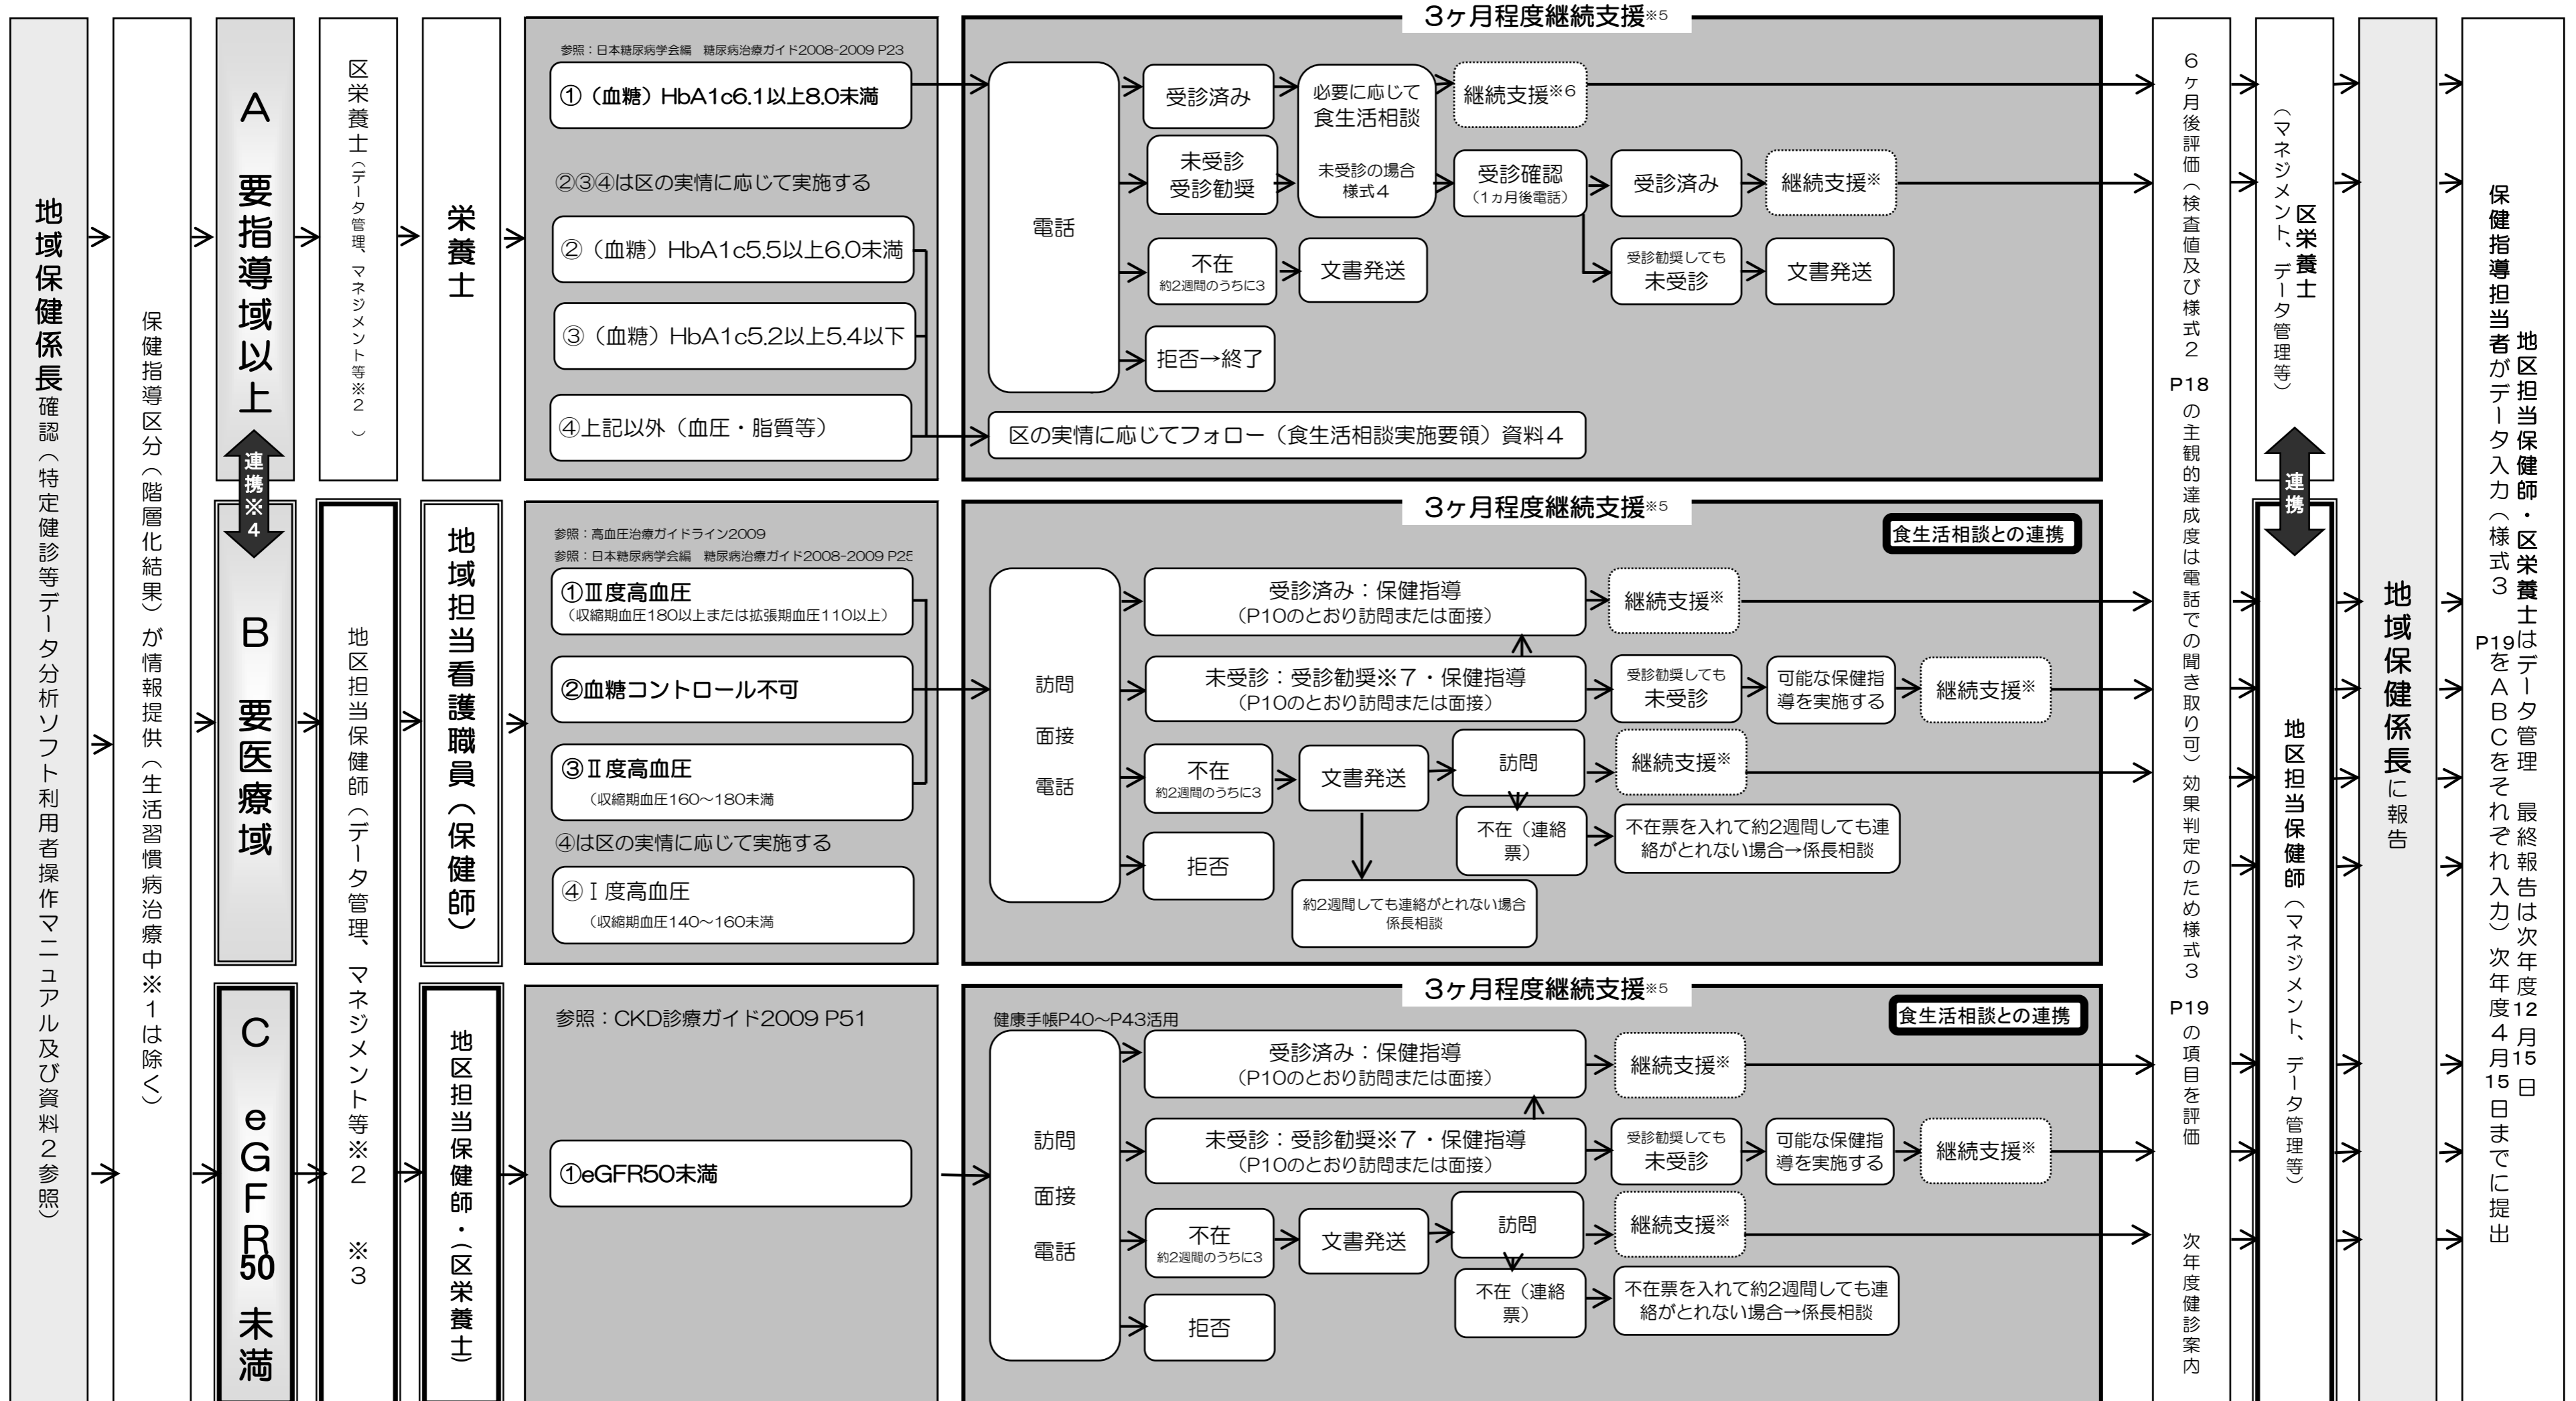 地域保健係長確認（特定健診等データ分析ソフト利用者操作マニュアル及び資料２参照）
保健指導区分（階層化結果）が情報提供（生活習慣病治療中※１は除く）
A　要指導域以上
連携※4
B　要医療域
C　eGFR50未満
区栄養士（データ管理、マネジメント等※２　）
地区担当保健師（データ管理、マネジメント等※２　※３
栄養士
地域担当看護職員（保健師）
地区担当保健師・（区栄養士）
参照：日本糖尿病学会編　糖尿病治療ガイド2008-2009 P23
①（血糖）HbA1c6.1以上8.0未満
②③④は区の実情に応じて実施する
②（血糖）HbA1c5.5以上6.0未満
③（血糖）HbA1c5.2以上5.4以下
④上記以外（血圧・脂質等）
3ヶ月程度継続支援※5
電話
受診済み
未受診
受診勧奨
不在
約2週間のうちに3
拒否→終了
必要に応じて
食生活相談
未受診の場合
様式４
文書発送
継続支援※6
受診確認
（1ヵ月後電話）
受診済み
継続支援※
受診勧奨しても
未受診
文書発送
区の実情に応じてフォロー（食生活相談実施要領）資料４
参照：高血圧治療ガイドライン2009
参照：日本糖尿病学会編　糖尿病治療ガイド2008-2009 P25
①Ⅲ度高血圧
（収縮期血圧180以上または拡張期血圧110以上）
②血糖コントロール不可
③Ⅱ度高血圧
（収縮期血圧160～180未満
④は区の実情に応じて実施する
④Ⅰ度高血圧
（収縮期血圧140～160未満
3ヶ月程度継続支援※5
食生活相談との連携
訪問
面接
電話
受診済み：保健指導
（P10のとおり訪問または面接）
継続支援※
未受診：受診勧奨※７・保健指導
（P10のとおり訪問または面接）
受診勧奨しても
未受診
可能な保健指
導を実施する
継続支援※
不在
約2週間のうちに3
文書発送
訪問
継続支援※
不在（連絡
票）
不在票を入れて約2週間しても連
絡がとれない場合→係長相談
拒否
約2週間しても連絡がとれない場合
係長相談
参照：CKD診療ガイド2009 P51
①eGFR50未満
3ヶ月程度継続支援※5
食生活相談との連携
健康手帳P40～P43活用
訪問
面接
電話
受診済み：保健指導
（P10のとおり訪問または面接）
継続支援※
未受診：受診勧奨※７・保健指導
（P10のとおり訪問または面接）
受診勧奨しても
未受診
可能な保健指
導を実施する
継続支援※
不在
約2週間のうちに3
文書発送
訪問
継続支援※
不在（連絡
票）
不在票を入れて約2週間しても連
絡がとれない場合→係長相談
拒否
６ヶ月後評価（検査値及び様式２　P18の主観的達成度は電話での聞き取り可）効果判定のため様式３　P19の項目を評価　次年度健診案内
区栄養士
（マネジメント、データ管理等）
連携
地区担当保健師（マネジメント、データ管理等）
地域保健係長に報告
地区担当保健師・区栄養士はデータ管理　最終報告は次年度12月15日
保健指導担当者がデータ入力（様式３　P19をＡＢＣをそれぞれ入力）次年度４月15日までに提出